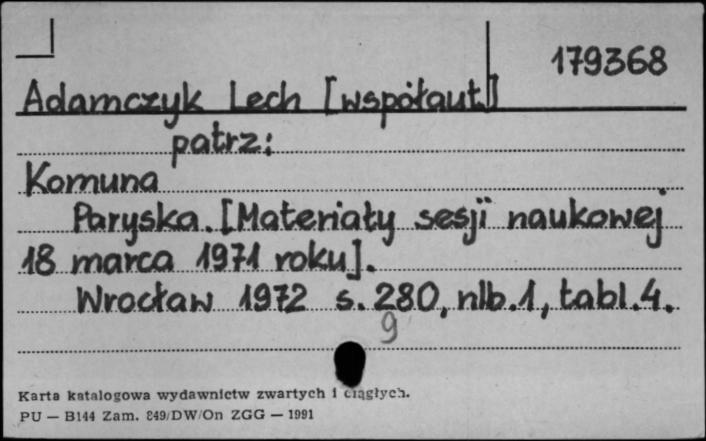 179368
Adamczyk Lech [współaut.]
patrz:
Komuna
Paryska. [Materiały sesji naukowej
18 marca 1971 roku].
Wrocław 1972 s. 280, nlb.1, tabl.4.
9
Karta katalogowa wydawnictw zwartych i ciągłych.
PU — B144 Zam. 849/DW/On ZGG — 1991